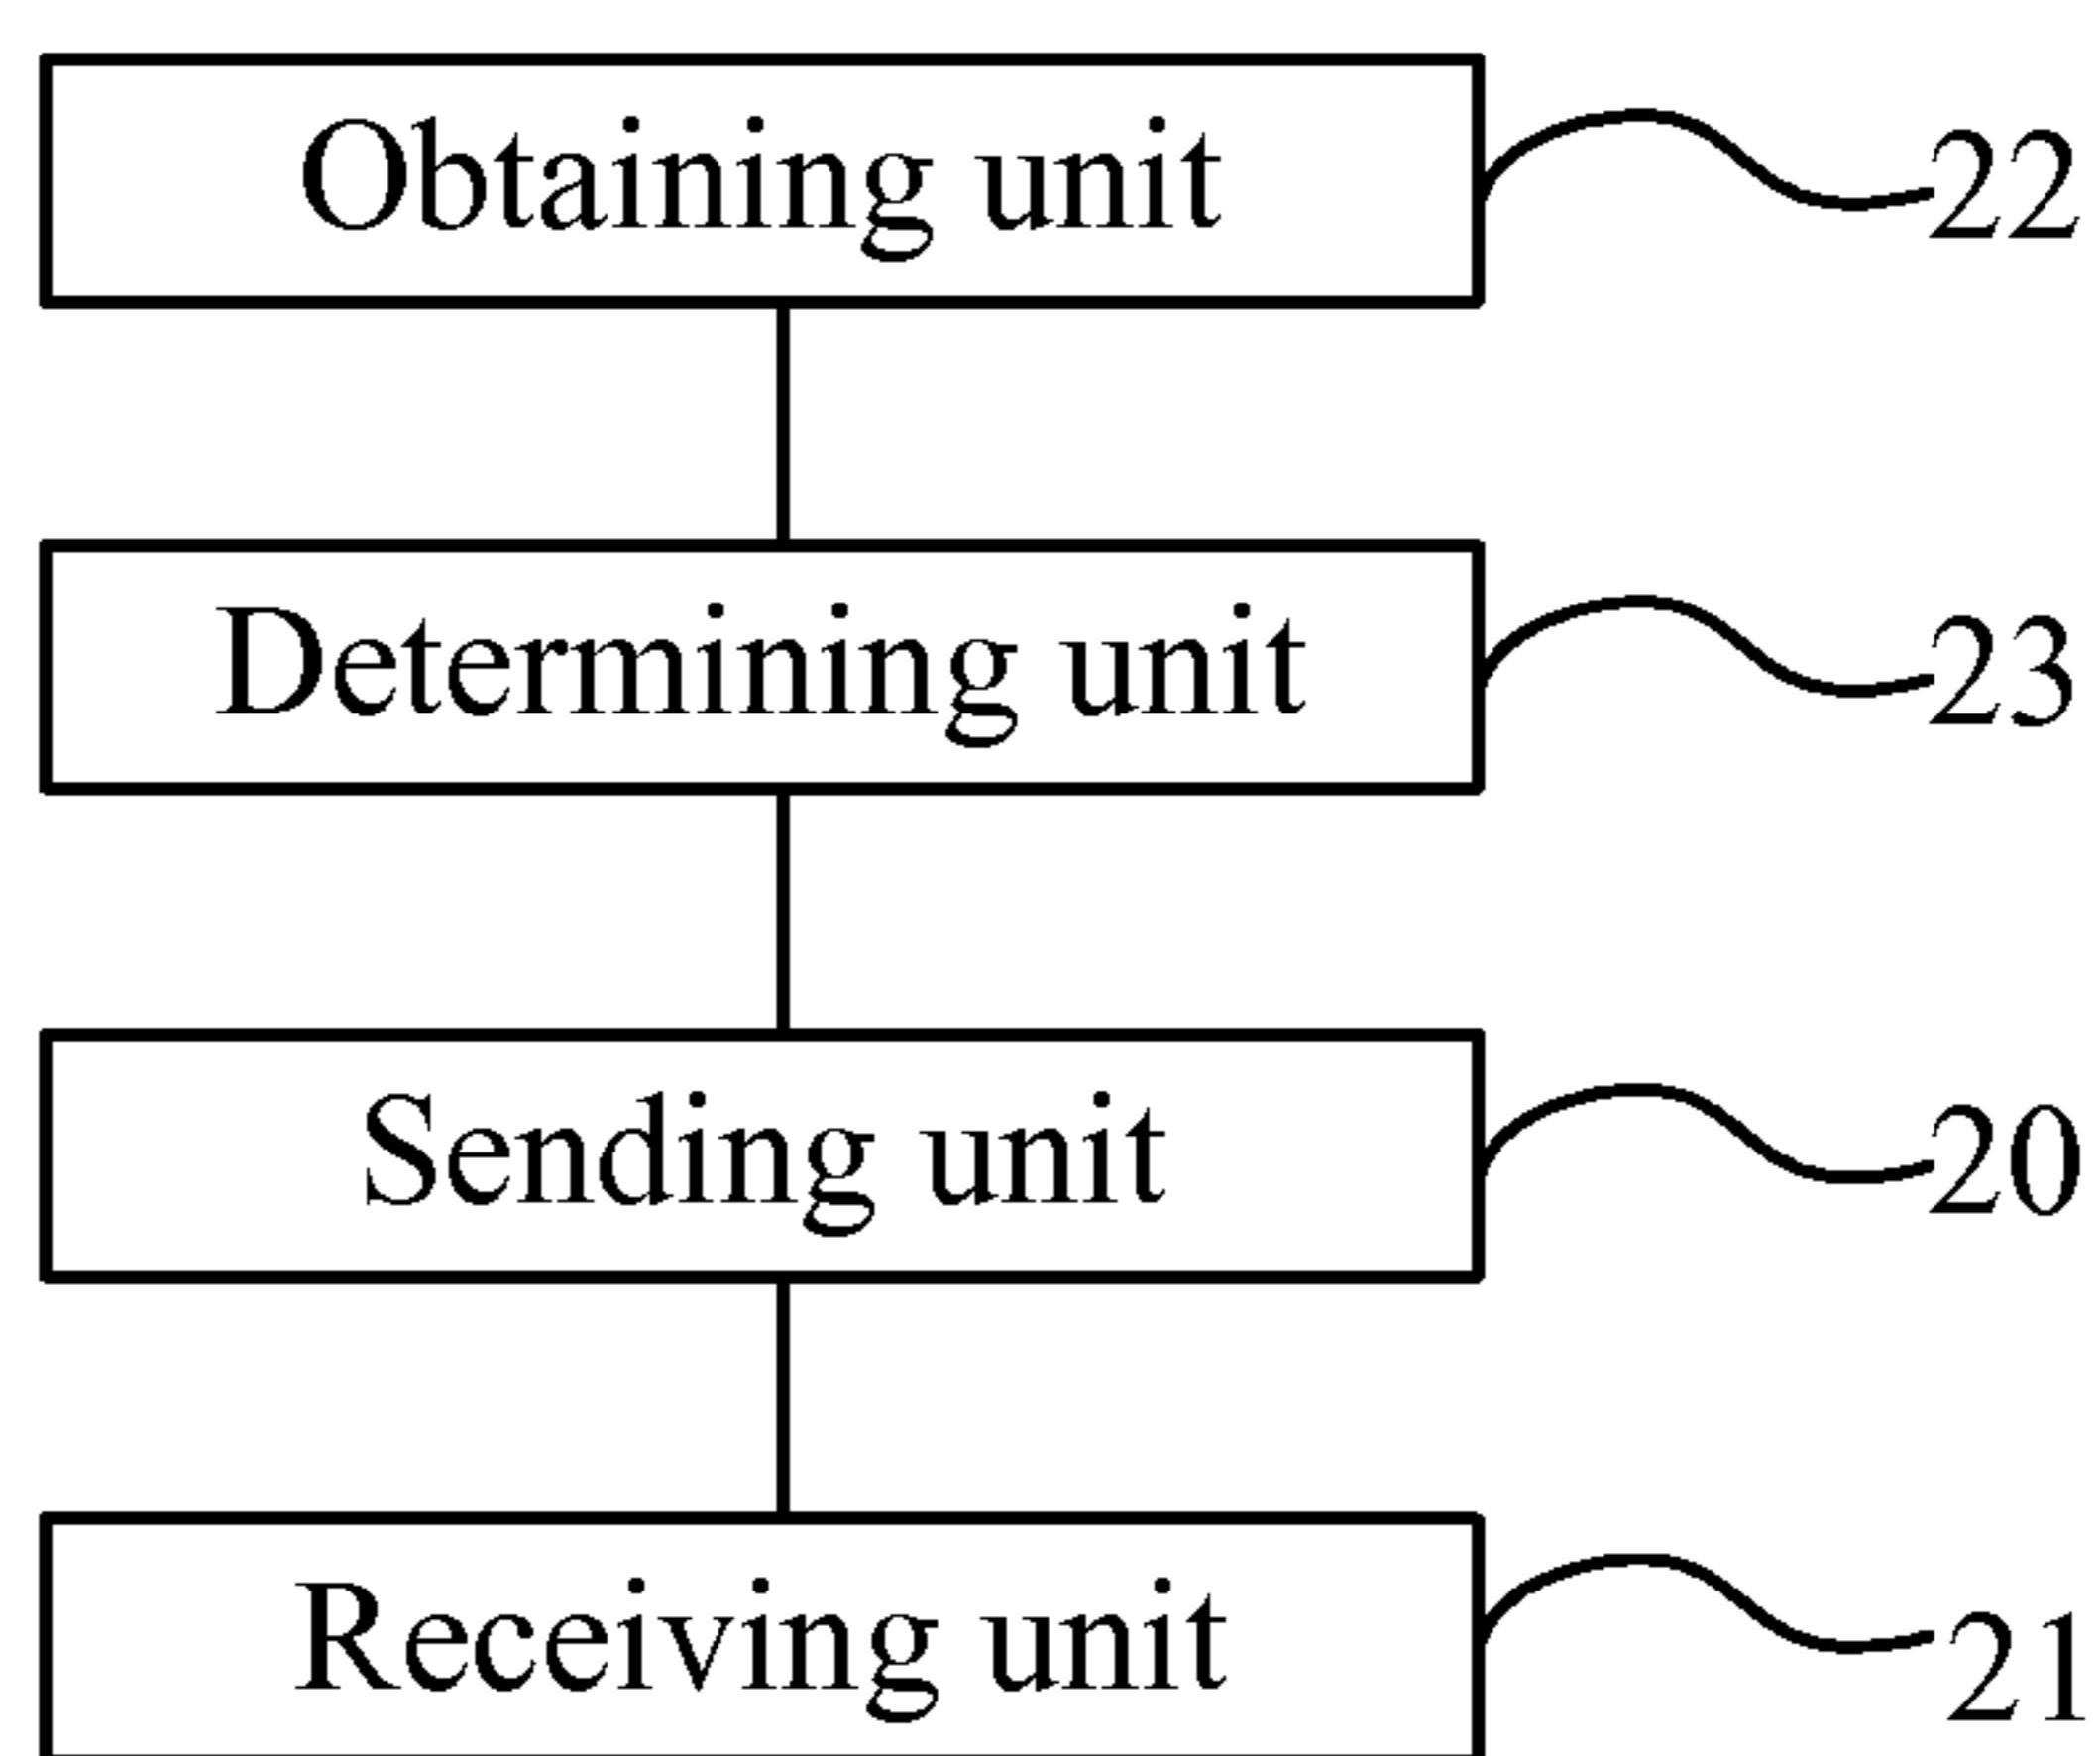 Obtaining unit 22
Determining unit 23
Sending unit 20
Receiving unit 21